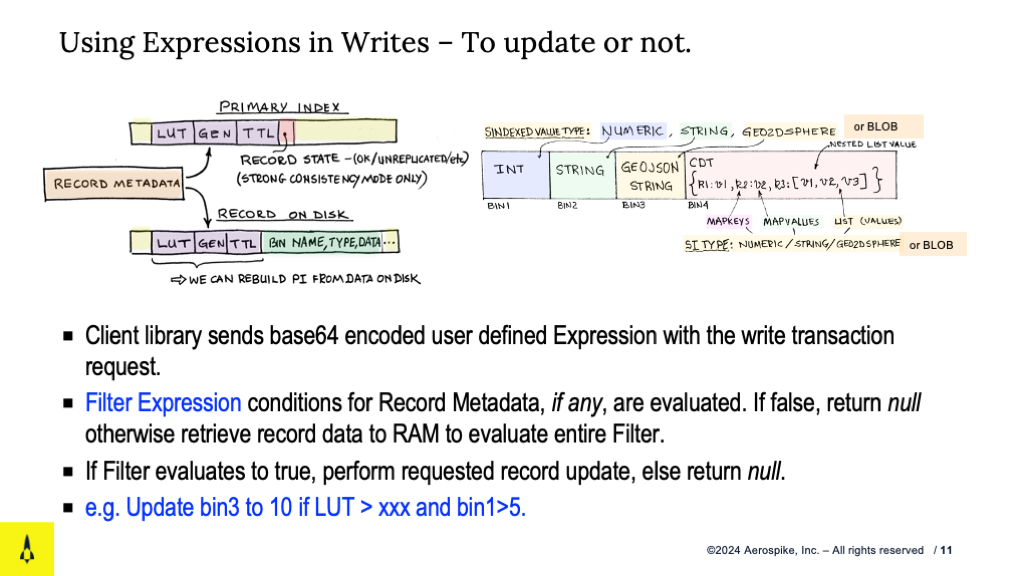 Using Expressions in Writes – To update or not.
PRIMARY INDEX
LUT GEN TTL
RECORD STATE – (OK/UNREPLICATED/etc)
(STRONG CONSISTENCY MODE ONLY)
RECORD METADATA
RECORD ON DISK
LUT GEN TTL BIN NAME, TYPE, DATA...
⇒ WE CAN REBUILD PI FROM DATA ON DISK
SINDEXED VALUE TYPE: NUMERIC, STRING, GEO2DSPHERE or BLOB
NESTED LIST VALUE
INT STRING GEOJSON STRING CDT
{k1:v1, k2:v2, k3:[v1, v2, v3]}
BIN1 BIN2 BIN3 BIN4
MAPKEYS MAPVALUES LIST (VALUES)
SI TYPE: NUMERIC/STRING/GEO2DSPHERE or BLOB
▪ Client library sends base64 encoded user defined Expression with the write transaction
request.
▪ Filter Expression conditions for Record Metadata, if any, are evaluated. If false, return null
otherwise retrieve record data to RAM to evaluate entire Filter.
▪ If Filter evaluates to true, perform requested record update, else return null.
▪ e.g. Update bin3 to 10 if LUT > xxx and bin1>5.
©2024 Aerospike, Inc. – All rights reserved / 11